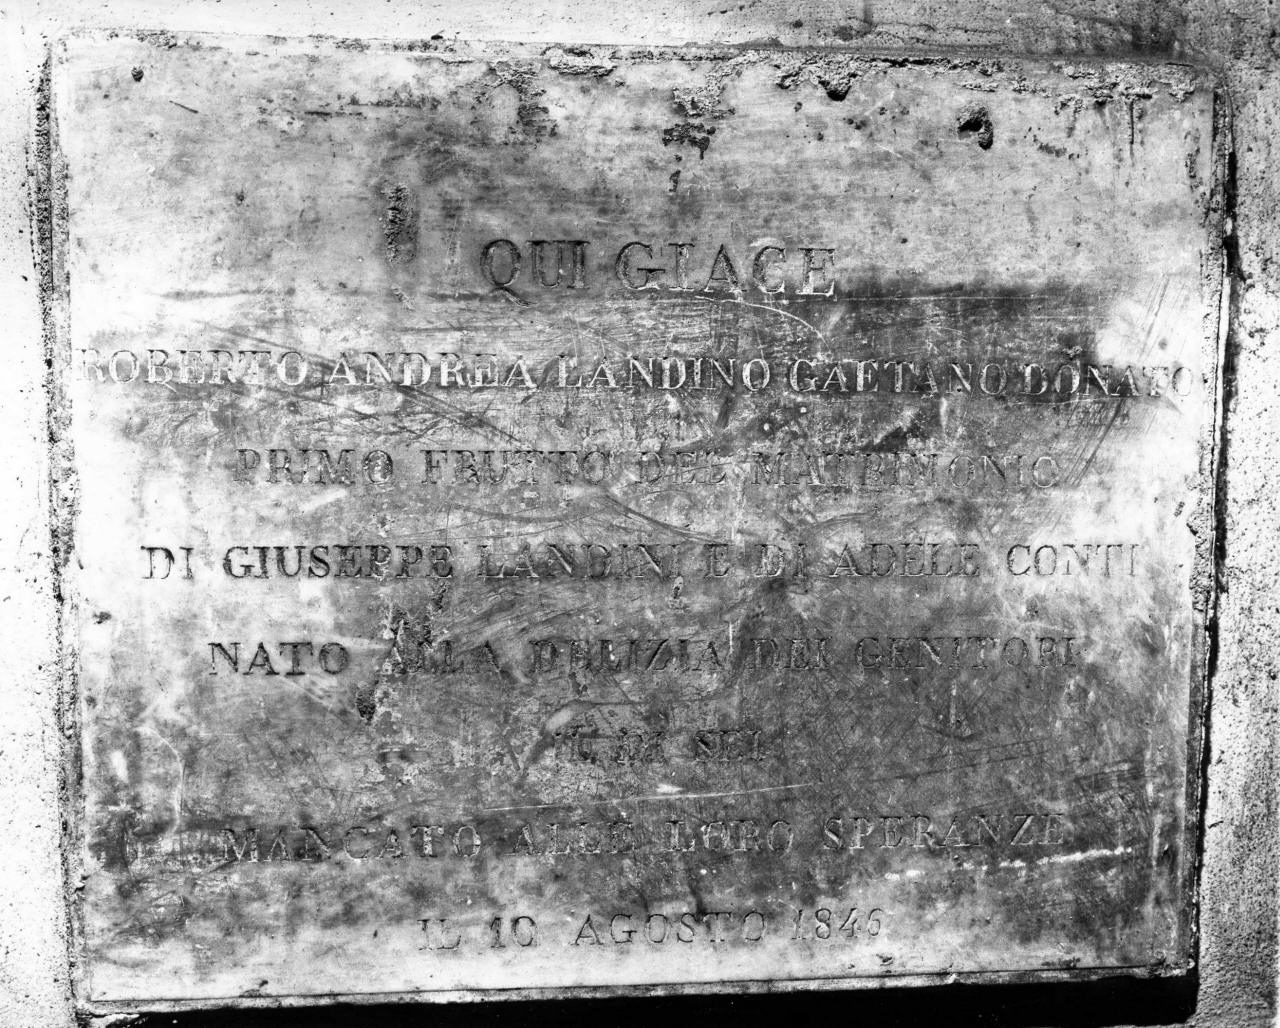 QUI GIACE
ROBERTO ANDREA LANDINO GAETANO DONATO
PRIMO FRUTTO DEL MATRIMONIO
DI GIUSEPPE LANDINI E DI ADELE CONTI
NATO ALLA DELIZIA DEI GENITORI
IL DI SEI
MANCATO ALLE LORO SPERANZE
IL 10 AGOSTO 1846